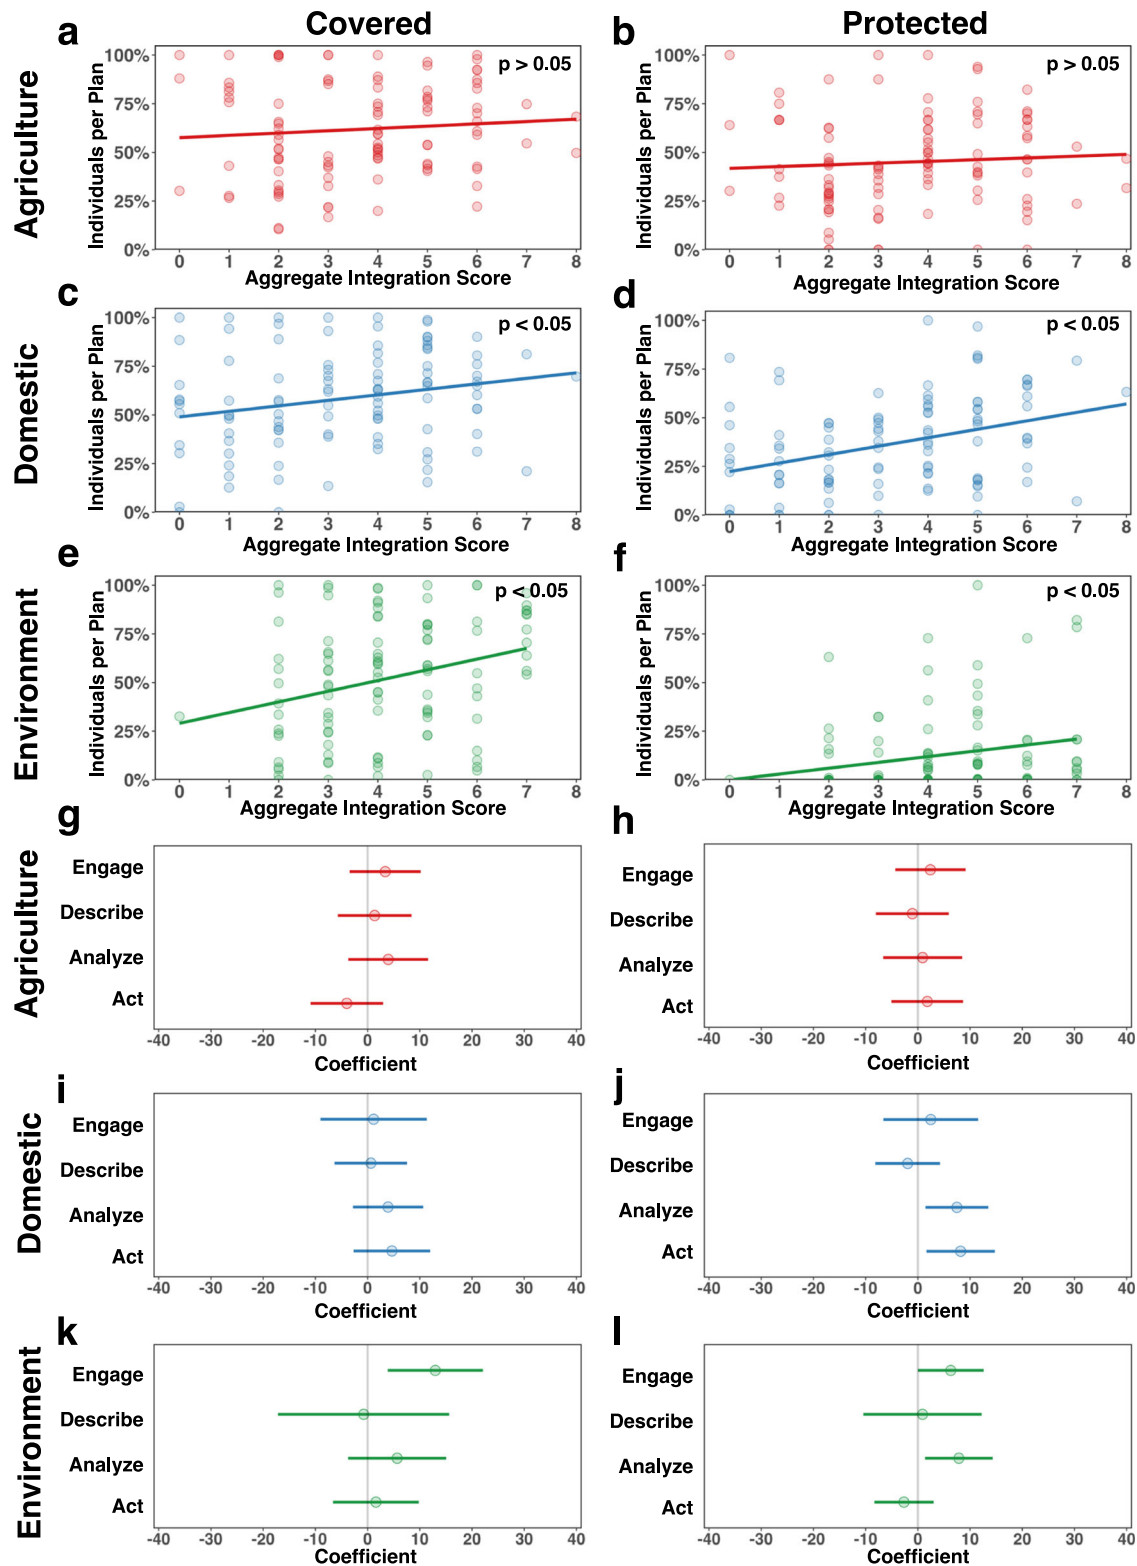 Covered
Protected
Agriculture
a
Individuals per Plan
100%
75%
50%
25%
0%
p > 0.05
0 1 2 3 4 5 6 7 8
Aggregate Integration Score
b
Individuals per Plan
100%
75%
50%
25%
0%
p > 0.05
0 1 2 3 4 5 6 7 8
Aggregate Integration Score
Domestic
c
Individuals per Plan
100%
75%
50%
25%
0%
p < 0.05
0 1 2 3 4 5 6 7 8
Aggregate Integration Score
d
Individuals per Plan
100%
75%
50%
25%
0%
p < 0.05
0 1 2 3 4 5 6 7 8
Aggregate Integration Score
Environment
e
Individuals per Plan
100%
75%
50%
25%
0%
p < 0.05
0 1 2 3 4 5 6 7 8
Aggregate Integration Score
f
Individuals per Plan
100%
75%
50%
25%
0%
p < 0.05
0 1 2 3 4 5 6 7 8
Aggregate Integration Score
Agriculture
g
Engage
Describe
Analyze
Act
-40 -30 -20 -10 0 10 20 30 40
Coefficient
h
Engage
Describe
Analyze
Act
-40 -30 -20 -10 0 10 20 30 40
Coefficient
Domestic
i
Engage
Describe
Analyze
Act
-40 -30 -20 -10 0 10 20 30 40
Coefficient
j
Engage
Describe
Analyze
Act
-40 -30 -20 -10 0 10 20 30 40
Coefficient
Environment
k
Engage
Describe
Analyze
Act
-40 -30 -20 -10 0 10 20 30 40
Coefficient
l
Engage
Describe
Analyze
Act
-40 -30 -20 -10 0 10 20 30 40
Coefficient